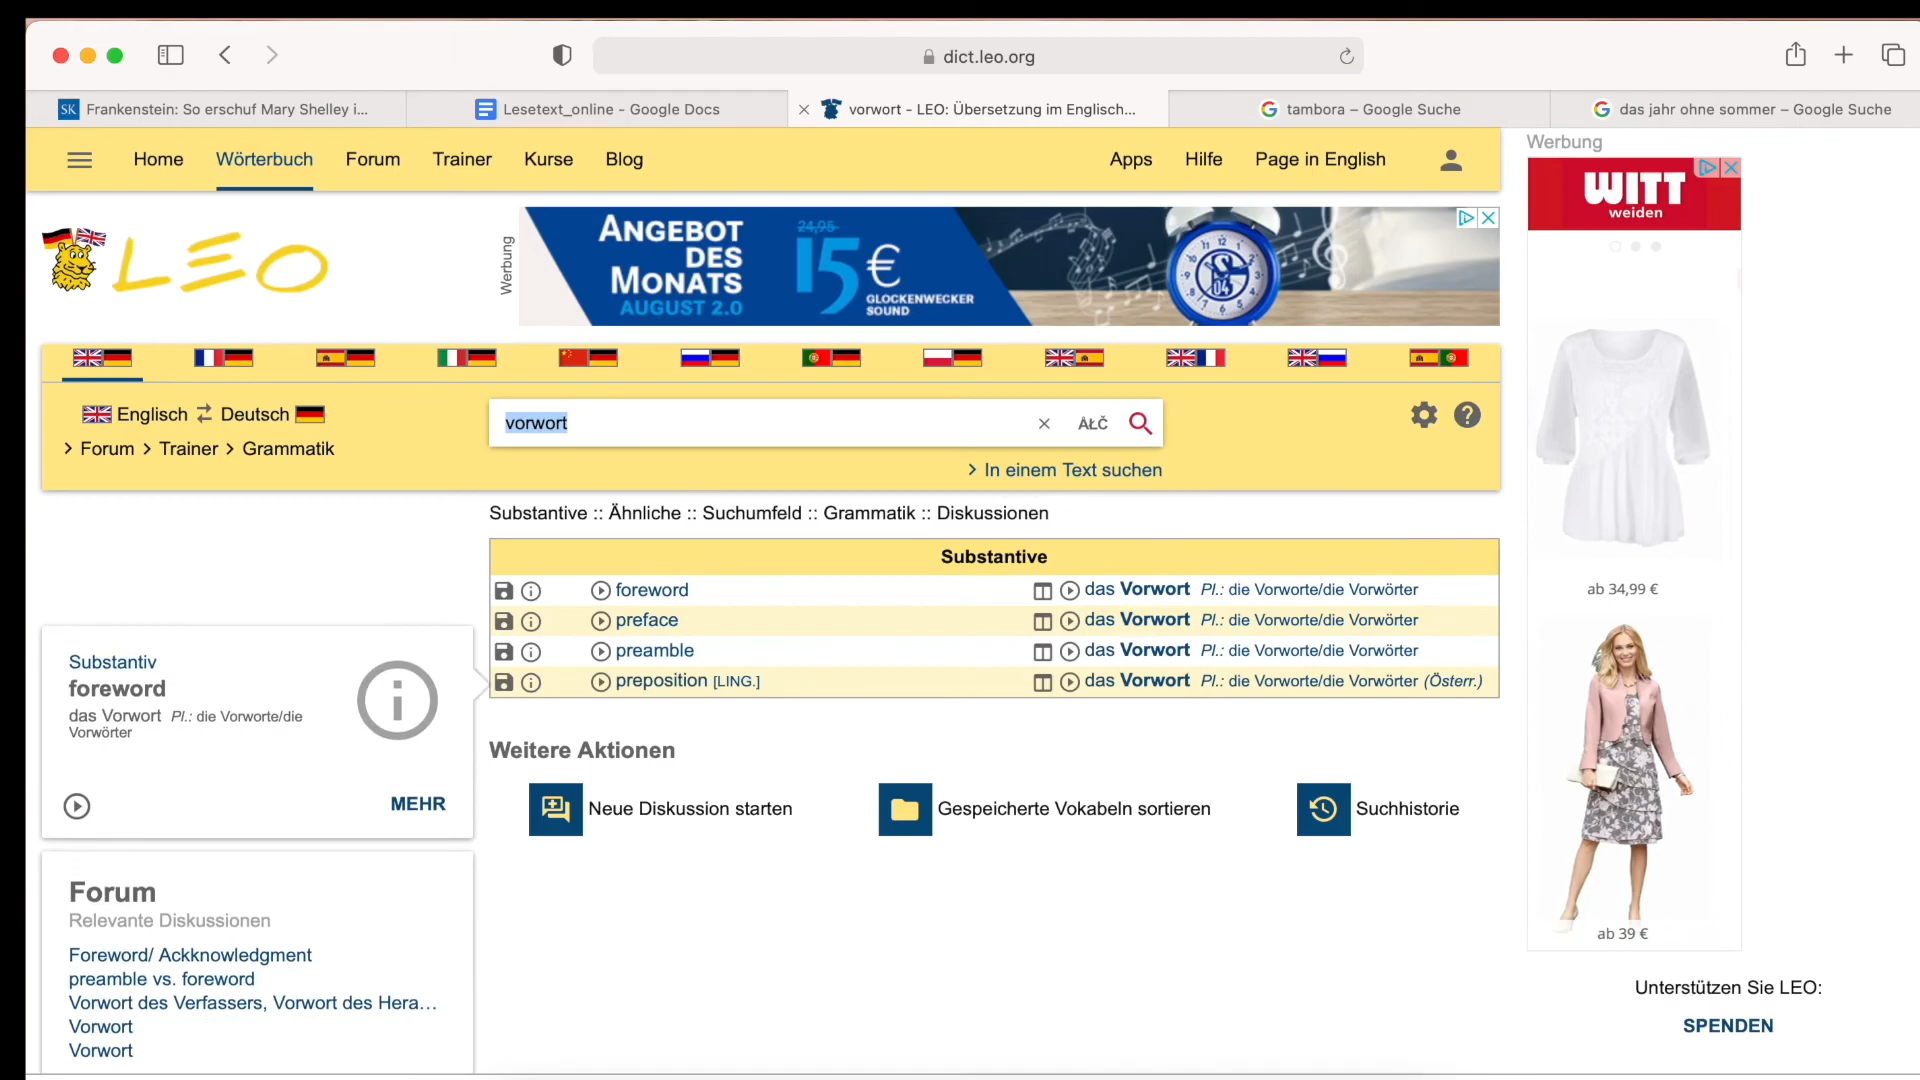 dict.leo.org
SK Frankenstein: So erschuf Mary Shelley i...
Lesetext_online - Google Docs
vorwort - LEO: Übersetzung im Englisch...
tambora – Google Suche
das jahr ohne sommer – Google Suche
Home Wörterbuch Forum Trainer Kurse Blog Apps Hilfe Page in English
Werbung
WITT
weiden
LEO
Werbung
ANGEBOT
DES
MONATS
AUGUST 2.0
24,95-
15 €
GLOCKENWECKER
SOUND
Englisch Deutsch
> Forum > Trainer > Grammatik
vorwort
ÄŁČ
> In einem Text suchen
Substantive :: Ähnliche :: Suchumfeld :: Grammatik :: Diskussionen
Substantive
foreword das Vorwort Pl.: die Vorworte/die Vorwörter
preface das Vorwort Pl.: die Vorworte/die Vorwörter
preamble das Vorwort Pl.: die Vorworte/die Vorwörter
preposition [LING.] das Vorwort Pl.: die Vorworte/die Vorwörter (Österr.)
Substantiv
foreword
das Vorwort Pl.: die Vorworte/die
Vorwörter
MEHR
Weitere Aktionen
Neue Diskussion starten
Gespeicherte Vokabeln sortieren
Suchhistorie
Forum
Relevante Diskussionen
Foreword/ Ackknowledgment
preamble vs. foreword
Vorwort des Verfassers, Vorwort des Hera...
Vorwort
Vorwort
ab 34,99 €
ab 39 €
Unterstützen Sie LEO:
SPENDEN